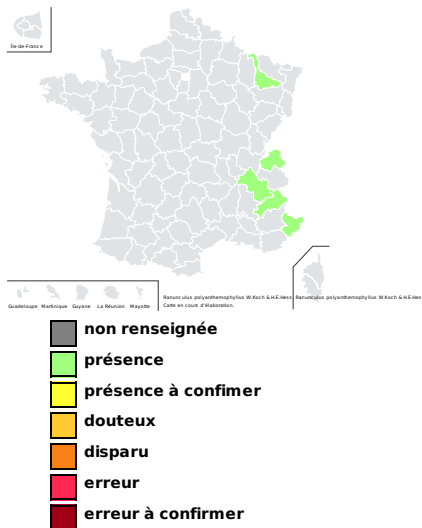 Île-de-France
Guadeloupe Martinique Guyane La Réunion Mayotte
Ranunculus polyanthemophyllus W.Koch & H.E.Hess, Ranunculus polyanthemophyllus W.Koch & H.E.Hess
Carte en cours d'élaboration.
non renseignée
présence
présence à confimer
douteux
disparu
erreur
erreur à confirmer